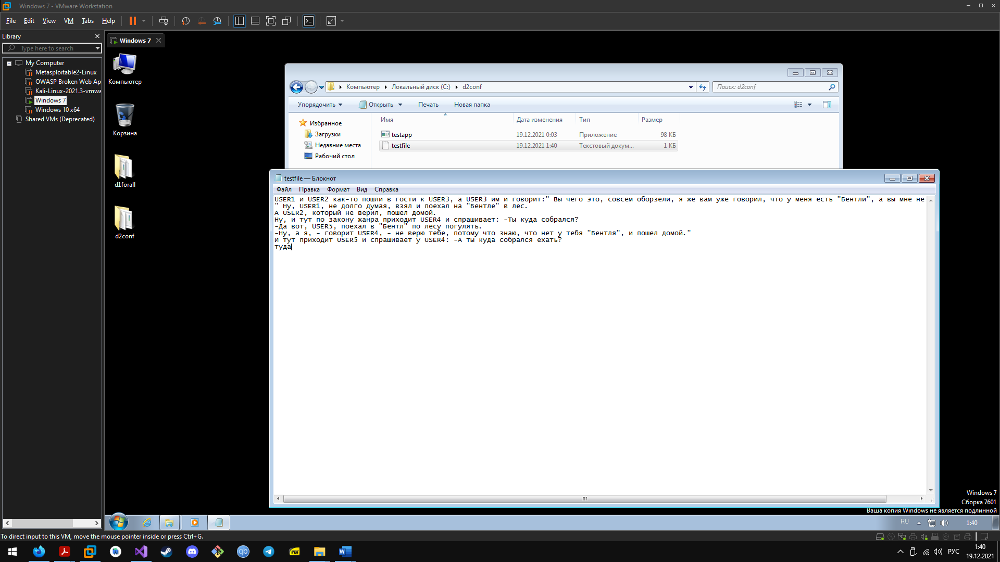 Windows 7 - VMware Workstation
File Edit View VM Tabs Help
Library
Type here to search
My Computer
Metasploitable2-Linux
OWASP Broken Web Ap
Kali-Linux-2021.3-vmwa
Windows 7
Windows 10 x64
Shared VMs (Deprecated)
Windows 7
Компьютер
Корзина
d1forall
d2conf
Компьютер Локальный диск (C:) d2conf
Поиск: d2conf
Упорядочить Открыть Печать Новая папка
Избранное
Загрузки
Недавние места
Рабочий стол
Имя Дата изменения Тип Размер
testapp 19.12.2021 0:03 Приложение 98 КБ
testfile 19.12.2021 1:40 Текстовый докум... 1 КБ
testfile — Блокнот
Файл Правка Формат Вид Справка
USER1 и USER2 как-то пошли в гости к USER3, а USER3 им и говорит:" Вы чего это, совсем оборзели, я же вам уже говорил, что у меня есть "Бентли", а вы мне не
" Ну, USER1, не долго думая, взял и поехал на "Бентле" в лес.
А USER2, который не верил, пошел домой.
Ну, и тут по закону жанра приходит USER4 и спрашивает: -Ты куда собрался?
-Да вот, USER5, поехал в "Бентл" по лесу погулять.
-Ну, а я, - говорит USER4, - не верю тебе, потому что знаю, что нет у тебя "Бентля", и пошел домой."
И тут приходит USER5 и спрашивает у USER4: -А ты куда собрался ехать?
туда
Windows 7
Сборка 7601
Ваша копия Windows не является подлинной
RU 1:40
To direct input to this VM, move the mouse pointer inside or press Ctrl+G.
qb
PDF
W
РУС
1:40
19.12.2021